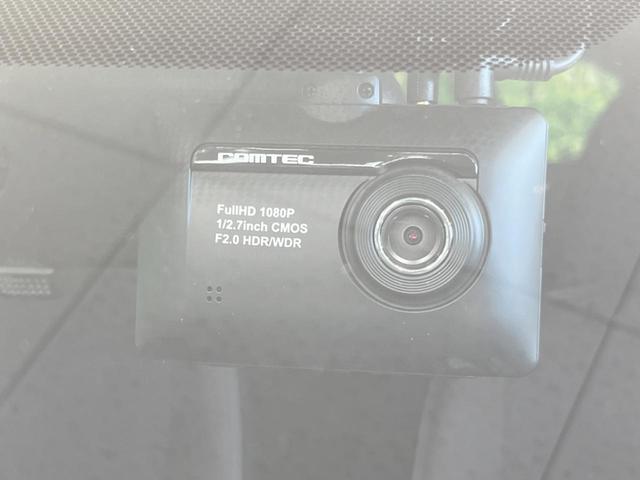 COMTEC
FullHD 1080P
1/2.7inch CMOS
F2.0 HDR/WDR